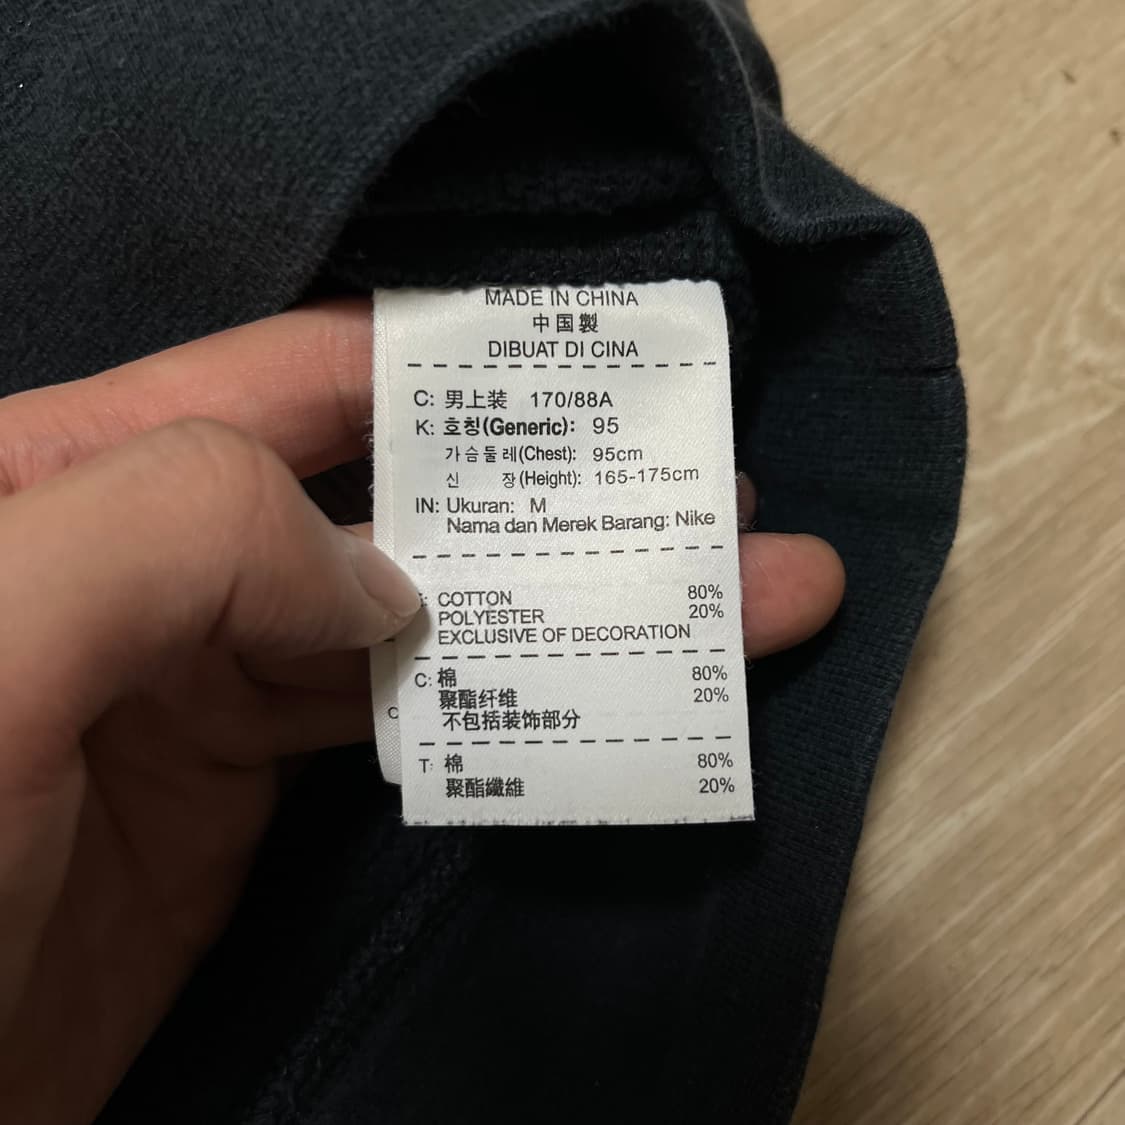 MADE IN CHINA
中国製
DIBUAT DI CINA
C: 男上装 170/88A
K: 호칭(Generic): 95
가슴둘레(Chest): 95cm
신 장(Height): 165-175cm
IN: Ukuran: M
Nama dan Merek Barang: Nike
COTTON 80%
POLYESTER 20%
EXCLUSIVE OF DECORATION
C: 棉 80%
聚酯纤维 20%
不包括装饰部分
T: 棉 80%
聚酯纖維 20%